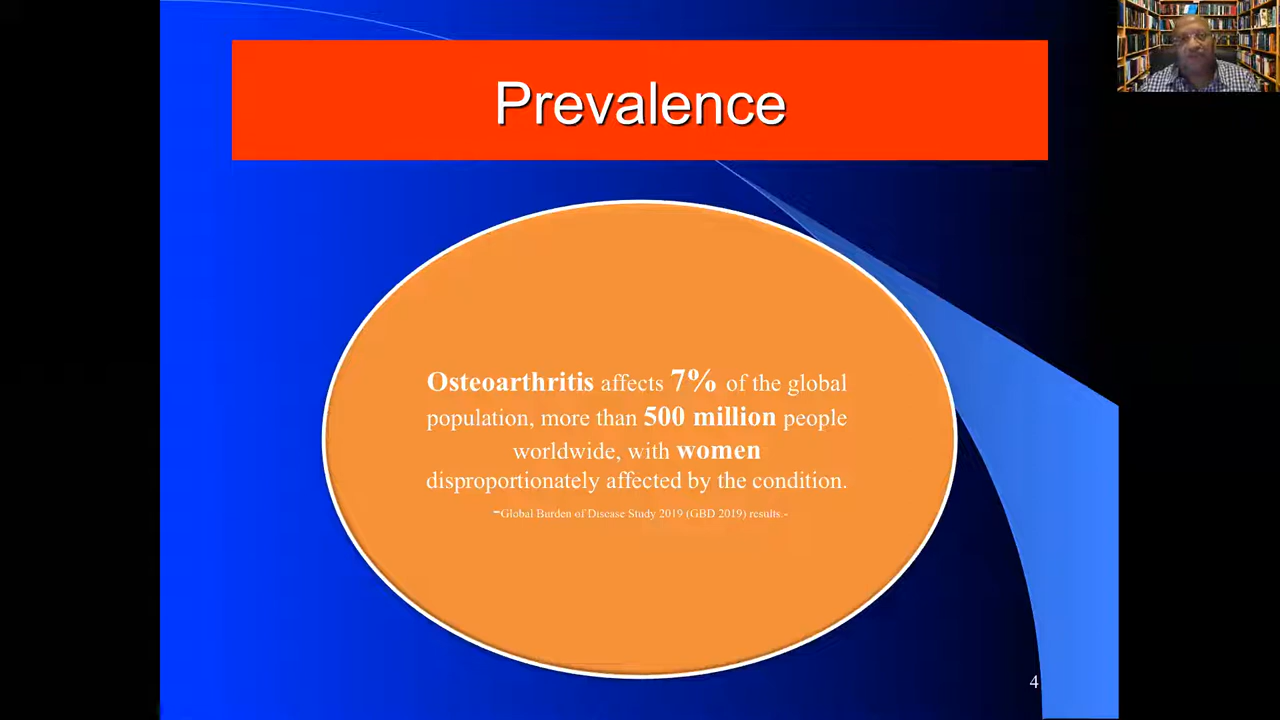 Prevalence
Osteoarthritis affects 7% of the global
population, more than 500 million people
worldwide, with women
disproportionately affected by the condition.
-Global Burden of Disease Study 2019 (GBD 2019) results.-
4